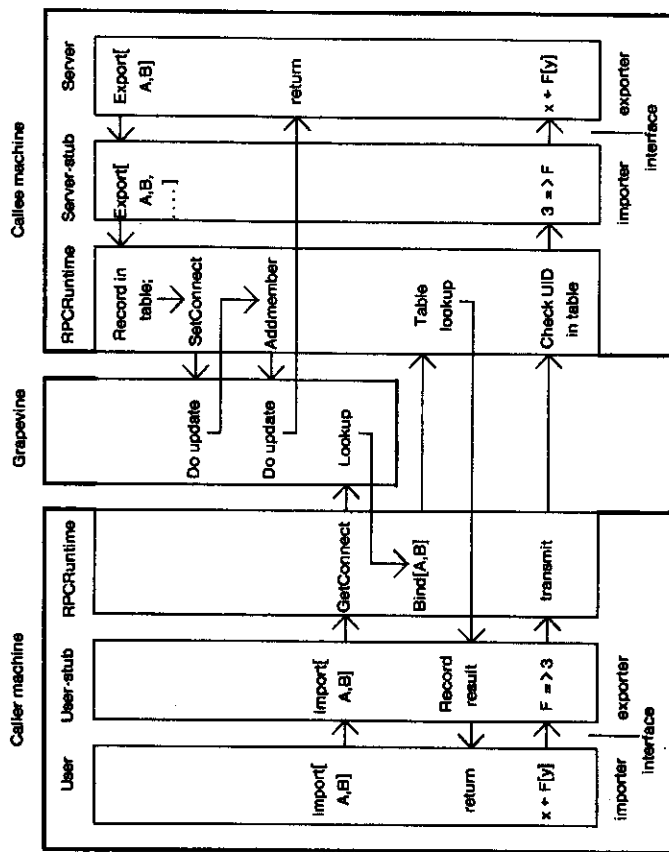 Caller machine
Grapevine
Callee machine
User
User-stub
RPCRuntime
RPCRuntime
Server-stub
Server
Record in
table;
Export[
A,B,
. . . . ]
Export[
A,B]
SetConnect
Do update
Addmember
Do update
return
import[
A,B]
import[
A,B]
GetConnect
Lookup
Bind[A,B]
Table
lookup
Record
result
return
x ← F[y]
F = > 3
transmit
Check UID
in table
3 = > F
x ← F[y]
importer
exporter
interface
importer
exporter
interface